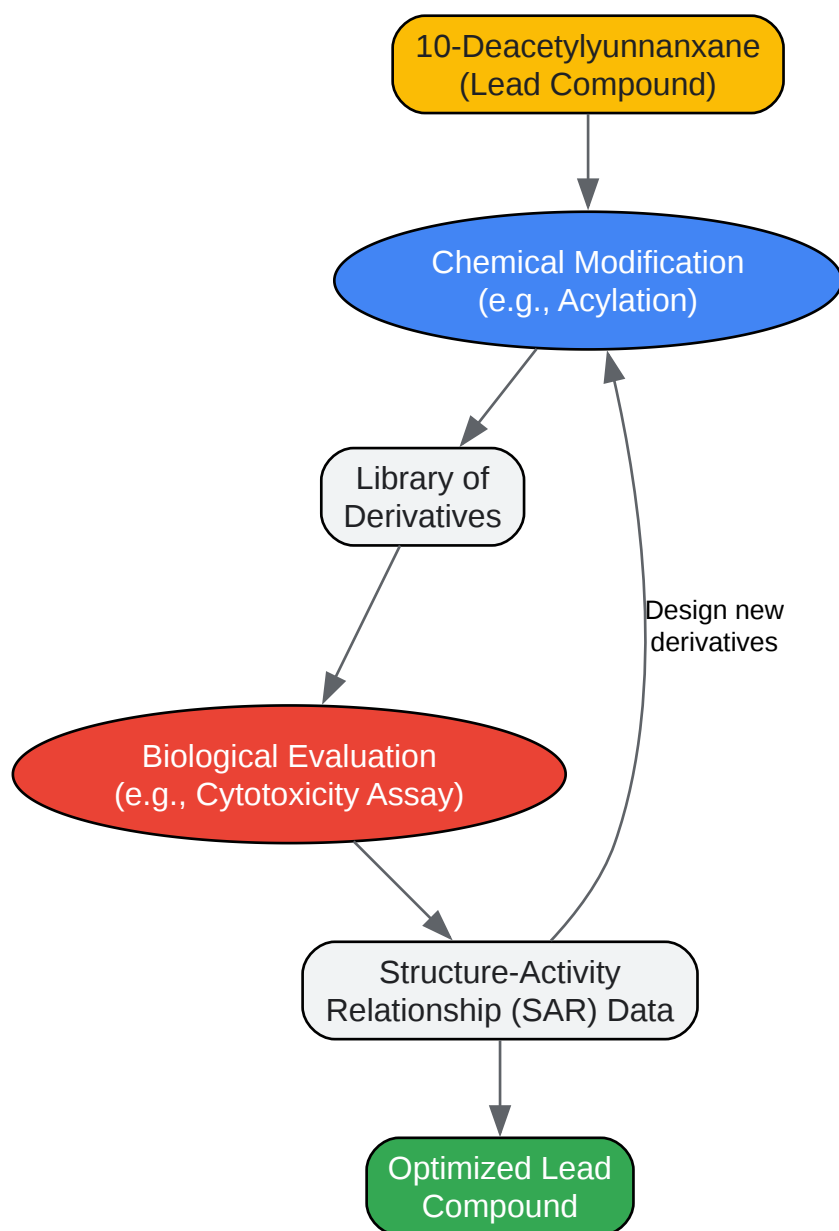 10-Deacetylyunnanxane
(Lead Compound)
Chemical Modification
(e.g., Acylation)
Library of
Derivatives
Design new
derivatives
Biological Evaluation
(e.g., Cytotoxicity Assay)
Structure-Activity
Relationship (SAR) Data
Optimized Lead
Compound